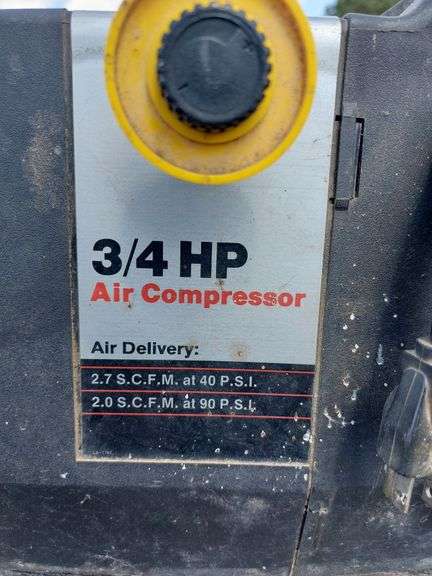 3/4 HP
Air Compressor
Air Delivery:
2.7 S.C.F.M. at 40 P.S.I.
2.0 S.C.F.M. at 90 P.S.I.